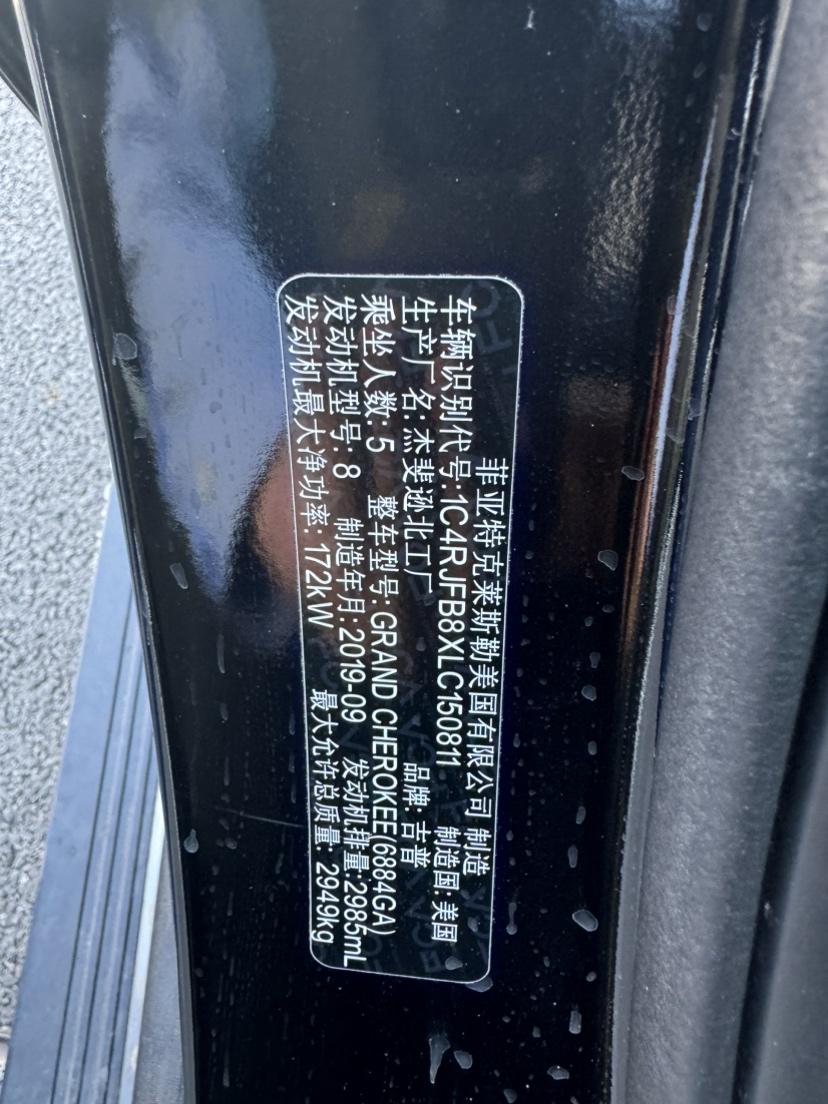 菲亚特克莱斯勒美国有限公司 制造
车辆识别代号:1C4RJFB8XLC150811 制造国: 美国
生产厂名: 杰斐逊北工厂 品牌: 吉普
乘坐人数: 5 整车型号: GRAND CHEROKEE(6884GA)
发动机型号: 8 制造年月: 2019-09 发动机排量:2985mL
发动机最大净功率: 172kW 最大允许总质量: 2949kg